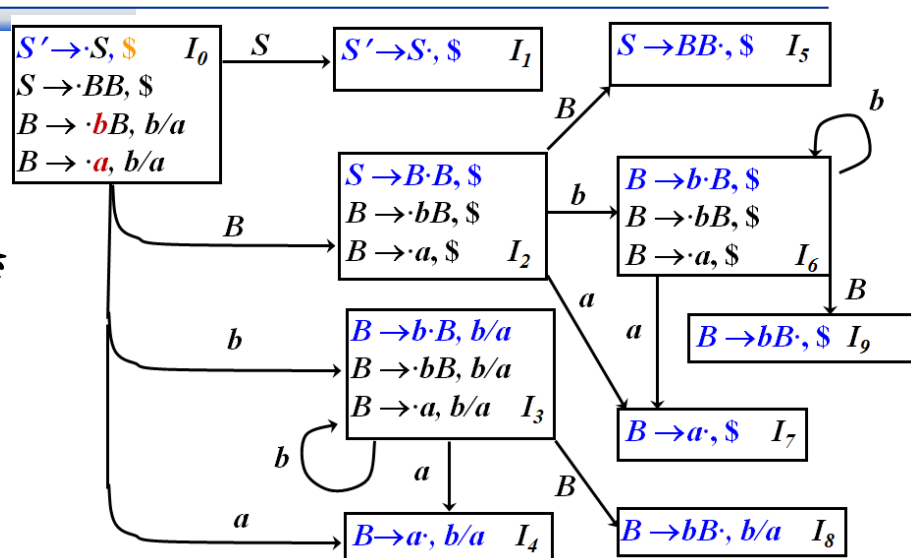 S′→·S, $ I₀
S→·BB, $
B→ ·bB, b/a
B→ ·a, b/a
S
S′→S·, $ I₁
S→BB·, $ I₅
B
b
S→B·B, $
B→·bB, $
B→·a, $ I₂
B
b
B→b·B, $
B→·bB, $
B→·a, $ I₆
a
a
B
B→bB·, $ I₉
b
B→b·B, b/a
B→·bB, b/a
B→·a, b/a I₃
b
a
B
B→a·, $ I₇
a
B→a·, b/a I₄
B→bB·, b/a I₈